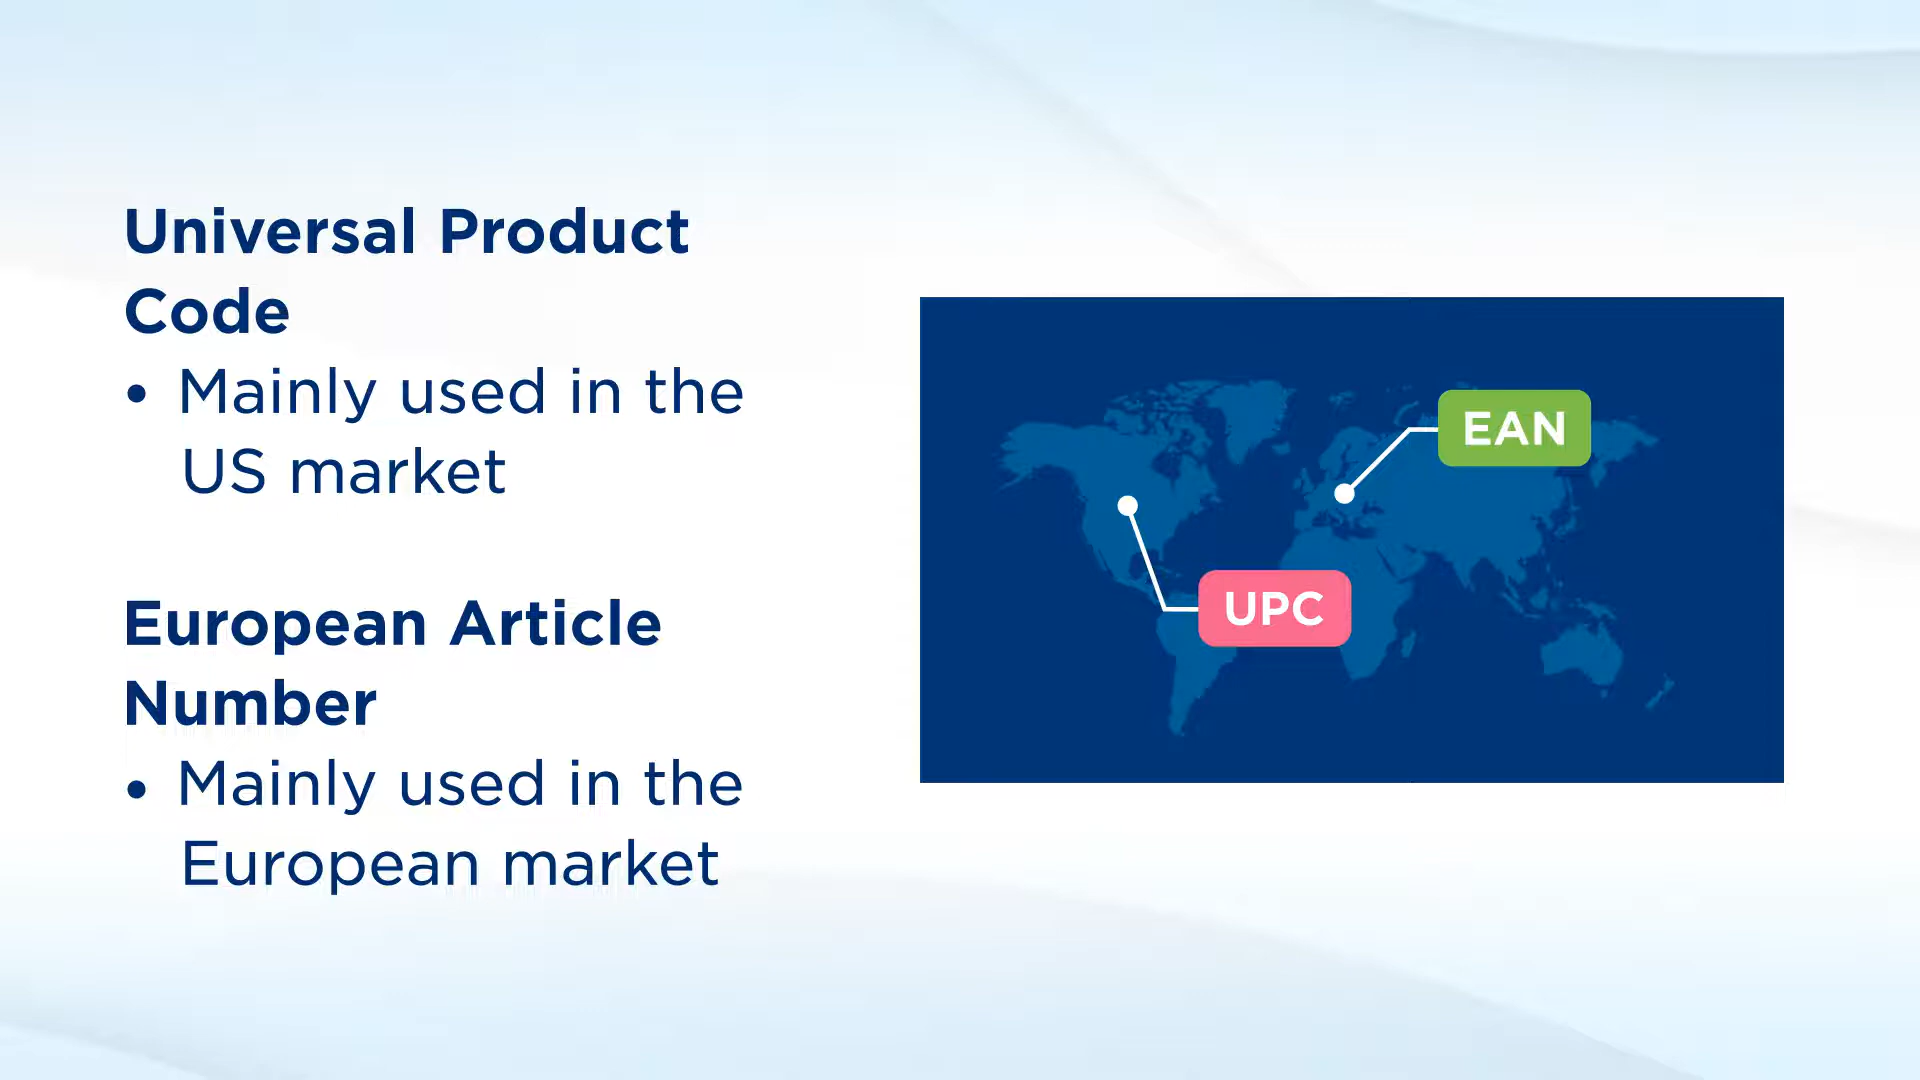 Universal Product
Code
• Mainly used in the
US market
European Article
Number
• Mainly used in the
European market
EAN
UPC